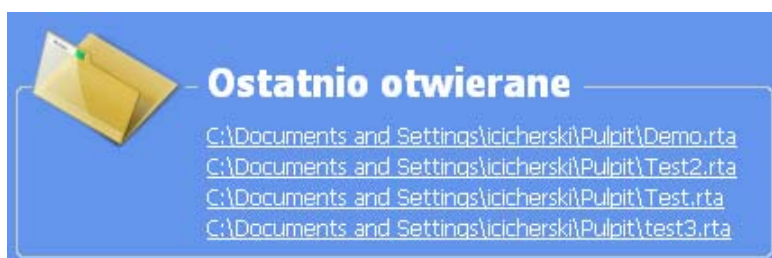 Ostatnio otwierane
C:\Documents and Settings\icicherski\Pulpit\Demo.rta
C:\Documents and Settings\icicherski\Pulpit\Test2.rta
C:\Documents and Settings\icicherski\Pulpit\Test.rta
C:\Documents and Settings\icicherski\Pulpit\test3.rta